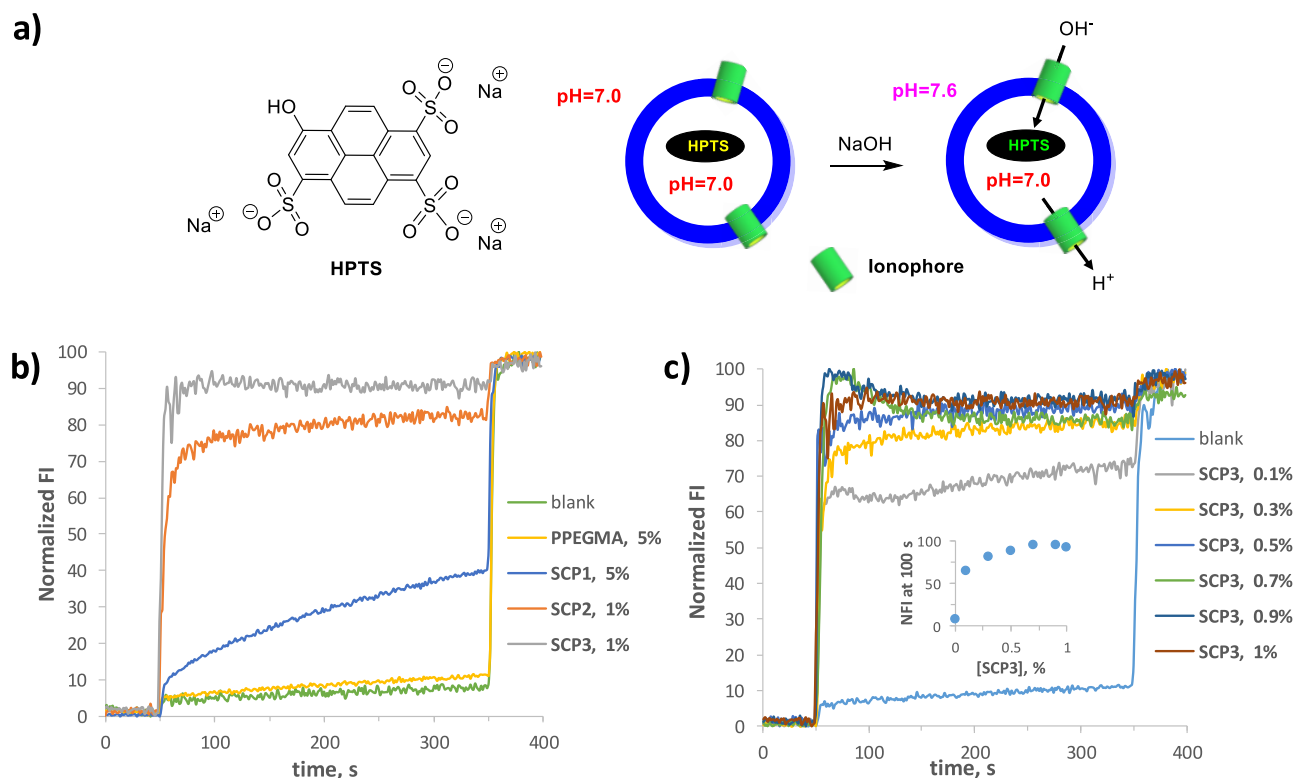 a)
HO
O
S
O
O
⊖
Na⊕
O
S
O
O
⊖
Na⊕
O
S
O
O
⊖
Na⊕
HPTS
pH=7.0
HPTS
pH=7.0
NaOH
pH=7.6
OH-
HPTS
pH=7.0
H+
Ionophore
b)
Normalized FI
100
90
80
70
60
50
40
30
20
10
0
0 100 200 300 400
time, s
blank
PPEGMA, 5%
SCP1, 5%
SCP2, 1%
SCP3, 1%
c)
Normalized FI
100
90
80
70
60
50
40
30
20
10
0
0 100 200 300 400
time, s
NFI at 100 s
100
50
0
0 0.5 1
[SCP3], %
blank
SCP3, 0.1%
SCP3, 0.3%
SCP3, 0.5%
SCP3, 0.7%
SCP3, 0.9%
SCP3, 1%